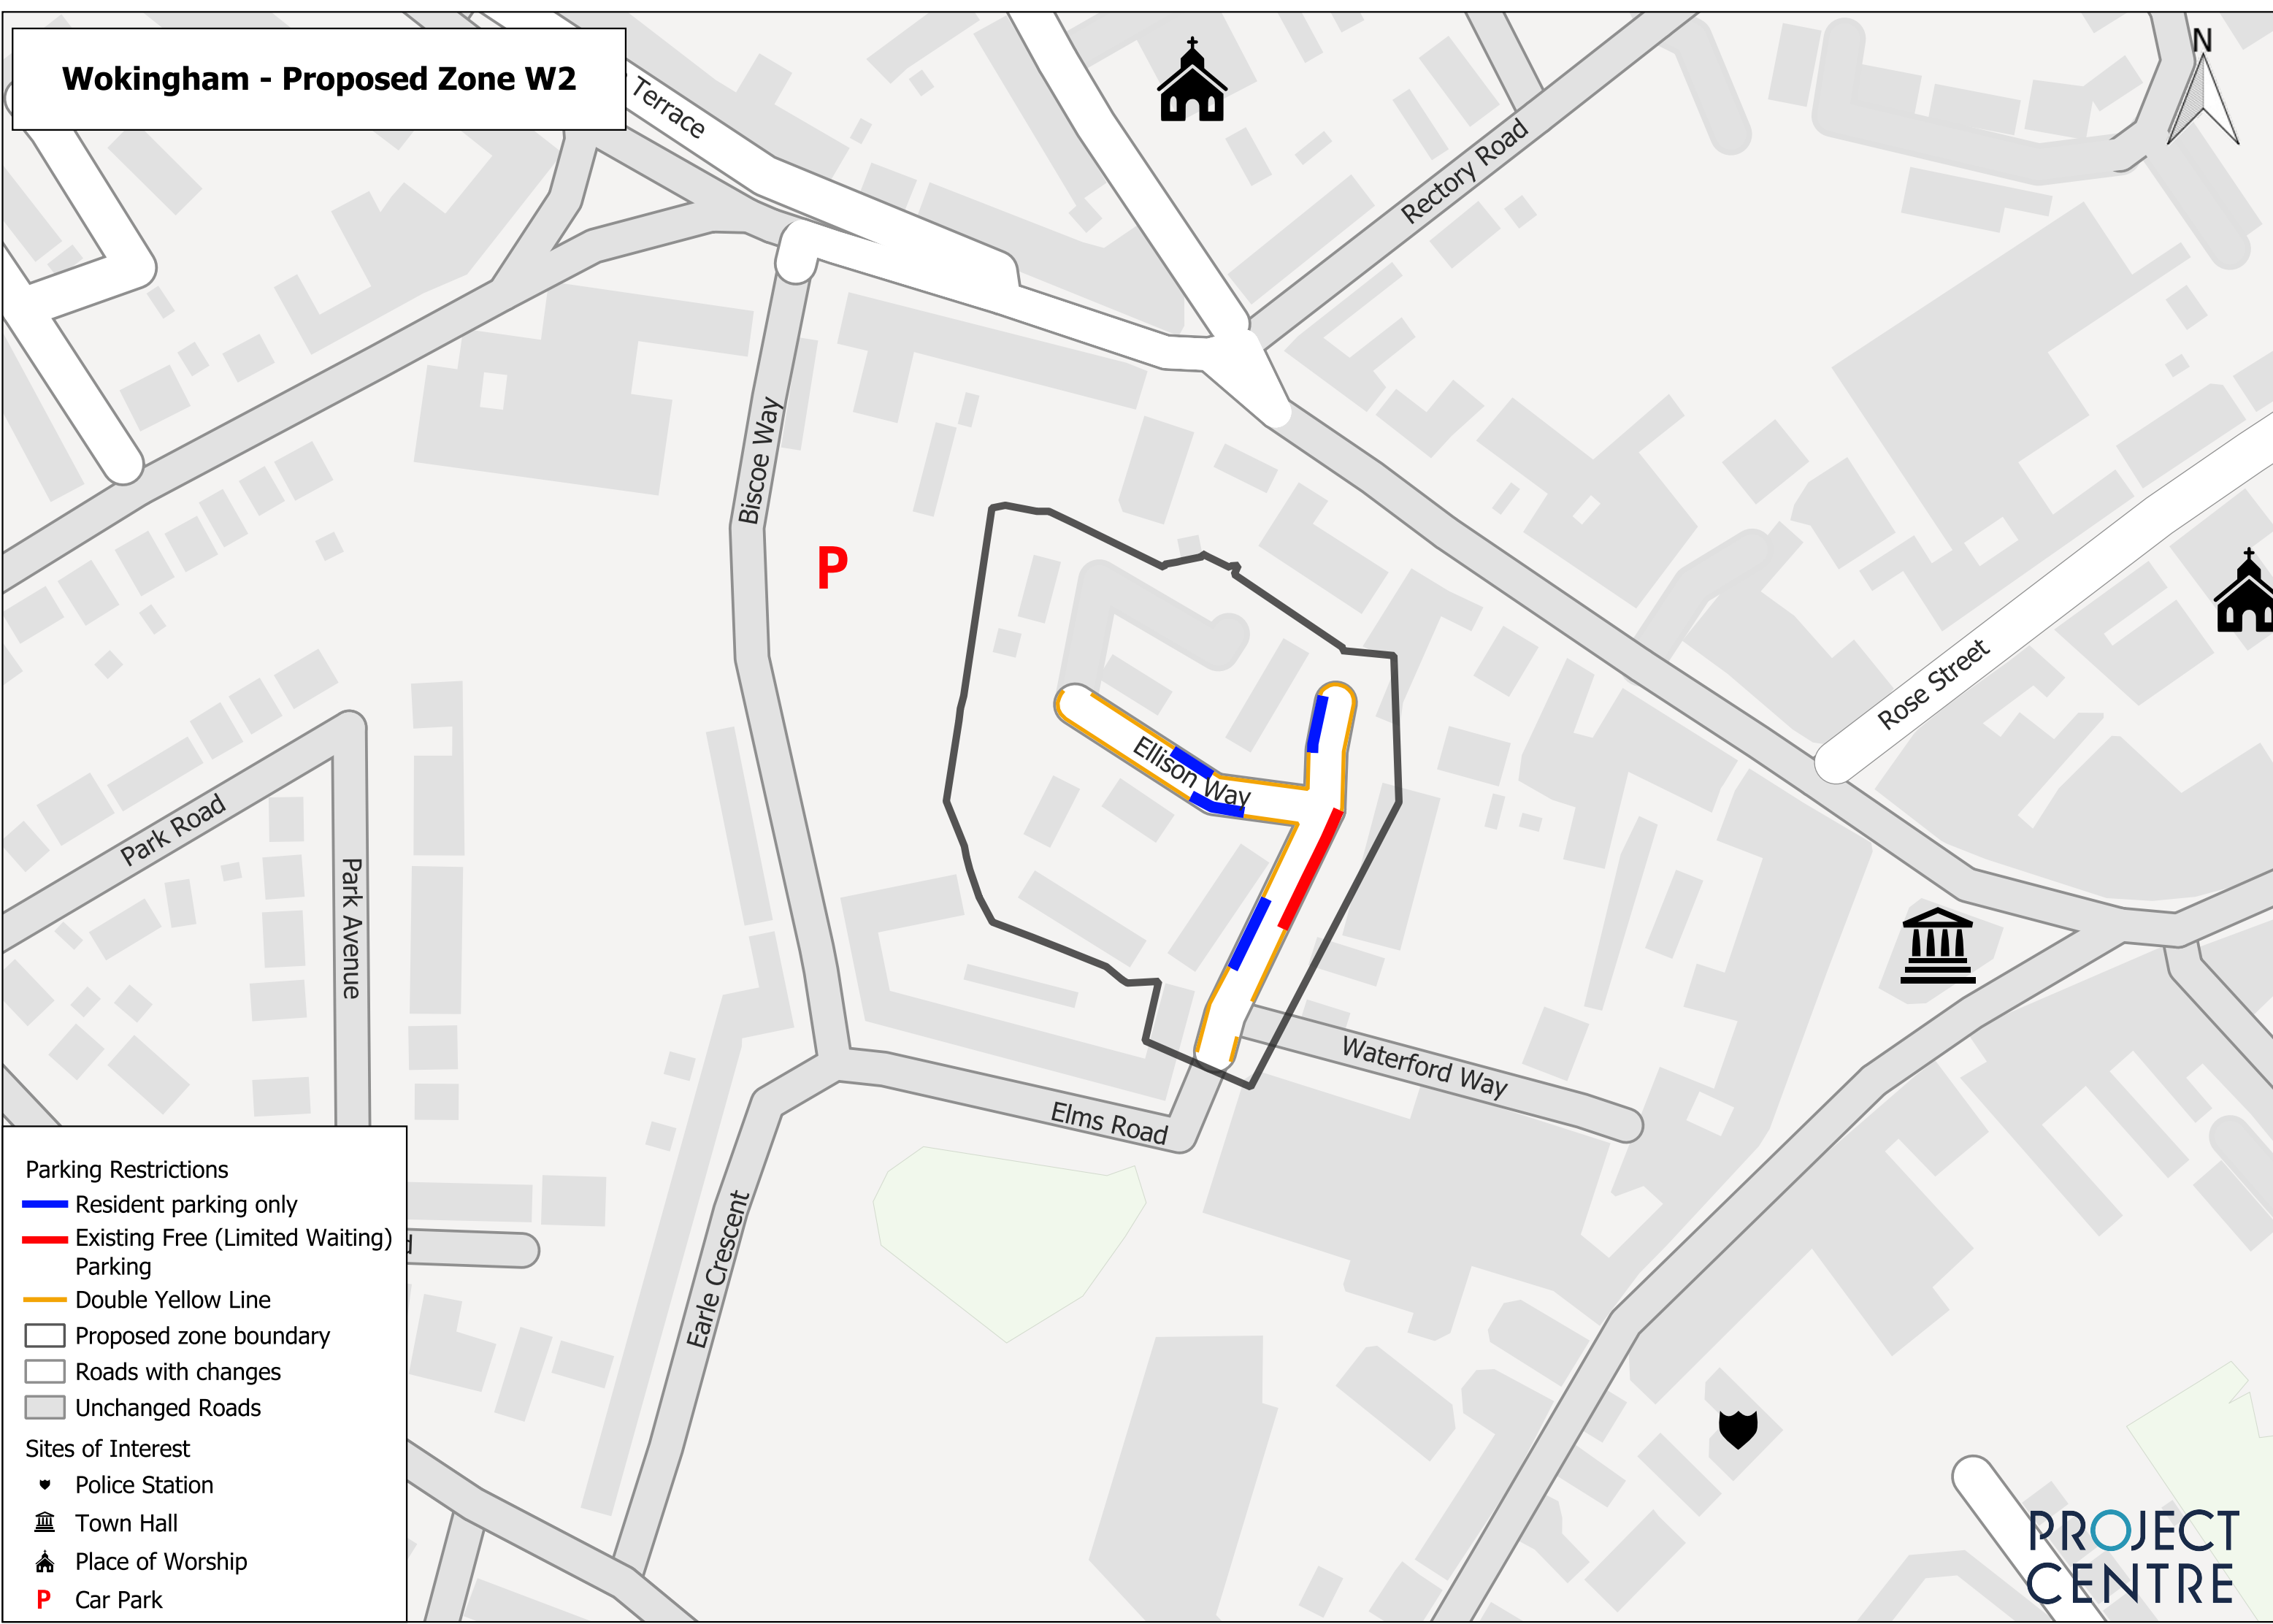 Wokingham - Proposed Zone W2
Terrace
N
Rectory Road
Biscoe Way
P
Rose Street
Ellison Way
Park Road
Park Avenue
Waterford Way
Elms Road
Earle Crescent
Parking Restrictions
Resident parking only
Existing Free (Limited Waiting)
Parking
Double Yellow Line
Proposed zone boundary
Roads with changes
Unchanged Roads
Sites of Interest
Police Station
Town Hall
Place of Worship
P Car Park
PROJECT
CENTRE